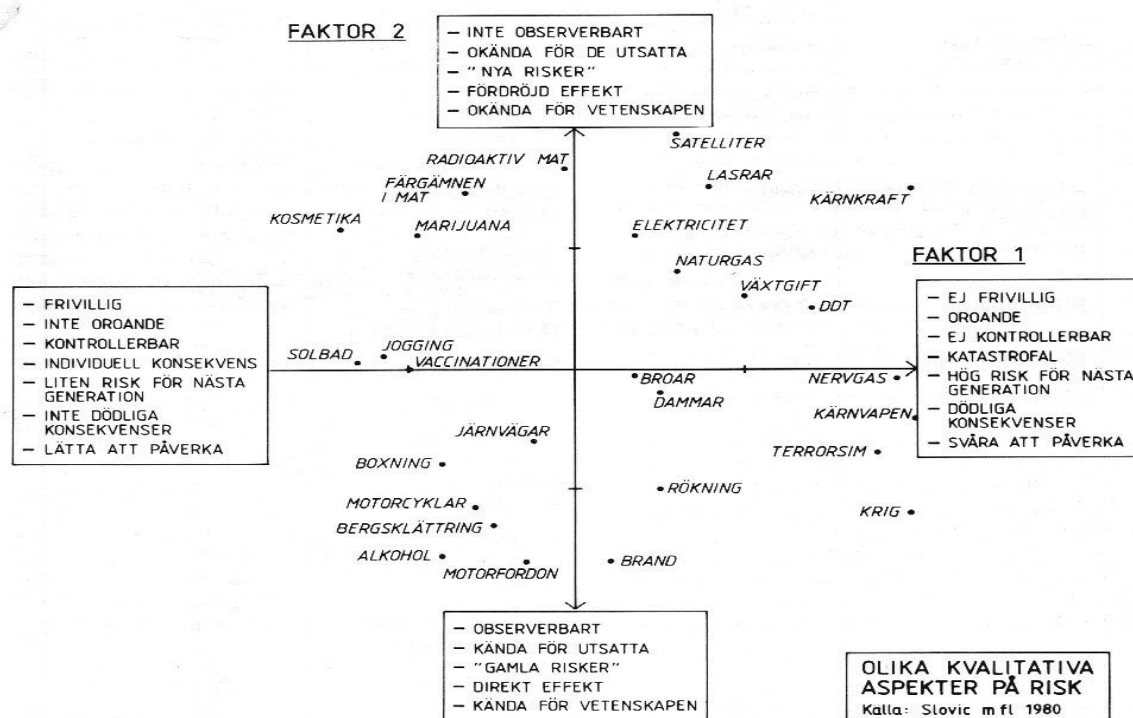 FAKTOR 2
– INTE OBSERVERBART
– OKÄNDA FÖR DE UTSATTA
– "NYA RISKER"
– FÖRDRÖJD EFFEKT
– OKÄNDA FÖR VETENSKAPEN
SATELLITER
RADIOAKTIV MAT
LASRAR
FÄRGÄMNEN
I MAT
KÄRNKRAFT
KOSMETIKA
MARIJUANA
ELEKTRICITET
NATURGAS
FAKTOR 1
VÄXTGIFT
DDT
– FRIVILLIG
– INTE OROANDE
– KONTROLLERBAR
– INDIVIDUELL KONSEKVENS
– LITEN RISK FÖR NÄSTA
GENERATION
– INTE DÖDLIGA
KONSEKVENSER
– LÄTTA ATT PÅVERKA
– EJ FRIVILLIG
– OROANDE
– EJ KONTROLLERBAR
– KATASTROFAL
– HÖG RISK FÖR NÄSTA
GENERATION
– DÖDLIGA
KONSEKVENSER
– SVÅRA ATT PÅVERKA
SOLBAD
JOGGING
VACCINATIONER
BROAR
NERVGAS
DAMMAR
KÄRNVAPEN
JÄRNVÄGAR
TERRORSIM
BOXNING
RÖKNING
MOTORCYKLAR
KRIG
BERGSKLÄTTRING
ALKOHOL
MOTORFORDON
BRAND
– OBSERVERBART
– KÄNDA FÖR UTSATTA
– "GAMLA RISKER"
– DIREKT EFFEKT
– KÄNDA FÖR VETENSKAPEN
OLIKA KVALITATIVA
ASPEKTER PÅ RISK
Källa: Slovic m fl 1980